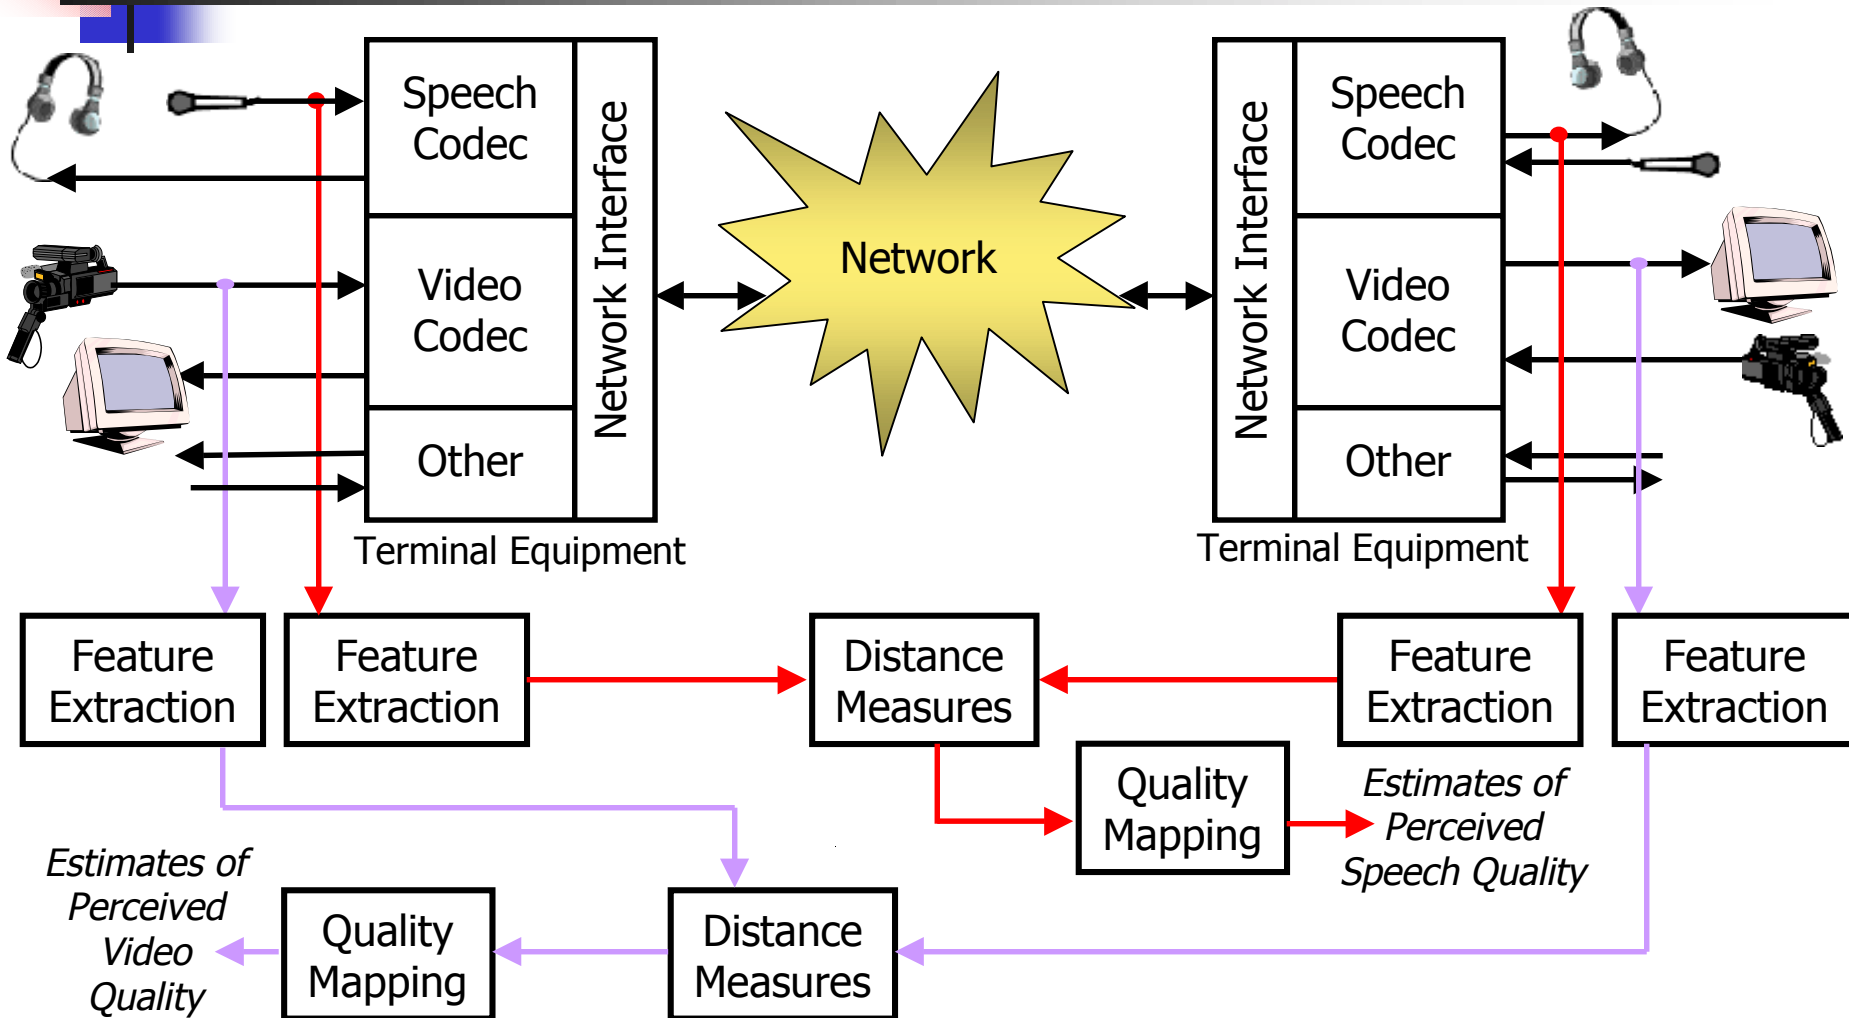 Speech
Codec
Network Interface
Video
Codec
Other
Terminal Equipment
Network
Network Interface
Speech
Codec
Video
Codec
Other
Terminal Equipment
Feature
Extraction
Feature
Extraction
Distance
Measures
Feature
Extraction
Feature
Extraction
Quality
Mapping
Estimates of
Perceived
Speech Quality
Estimates of
Perceived
Video
Quality
Quality
Mapping
Distance
Measures